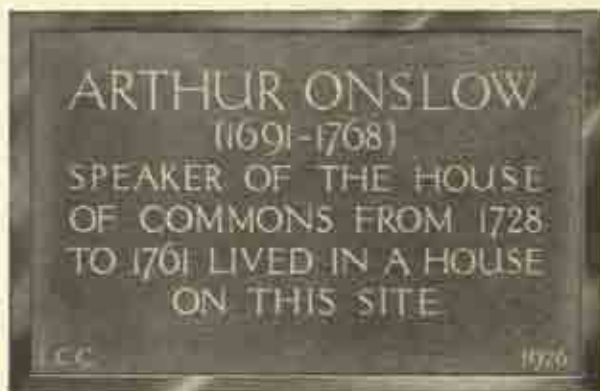 ARTHUR ONSLOW
(1691-1768)
SPEAKER OF THE HOUSE
OF COMMONS FROM 1728
TO 1761 LIVED IN A HOUSE
ON THIS SITE
L.C.C. 1926